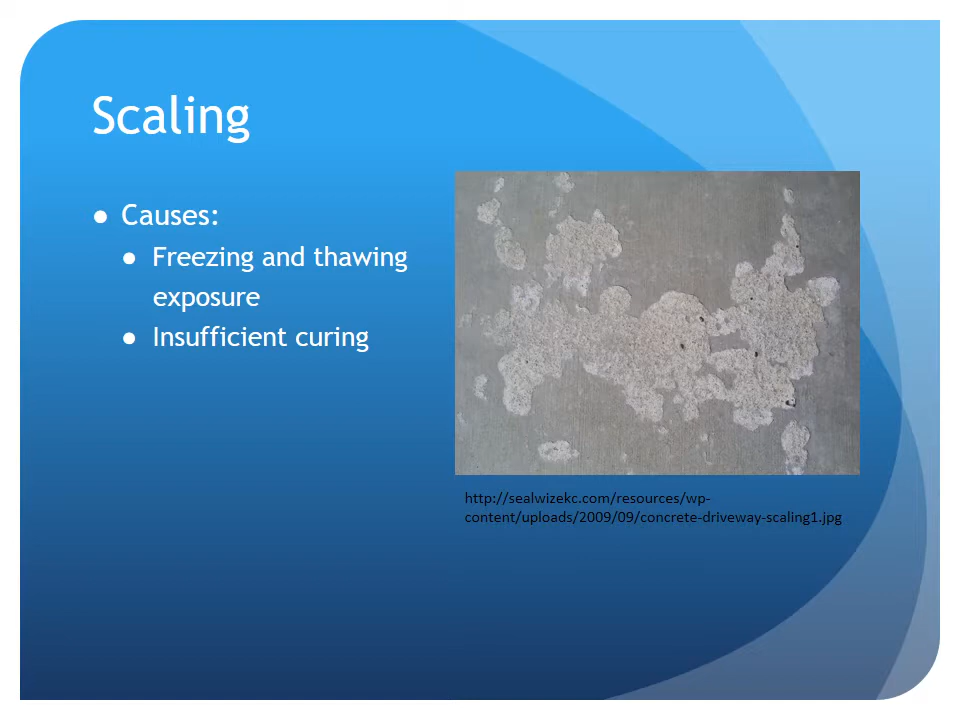 Scaling
● Causes:
● Freezing and thawing
exposure
● Insufficient curing
http://sealwizekc.com/resources/wp-
content/uploads/2009/09/concrete-driveway-scaling1.jpg